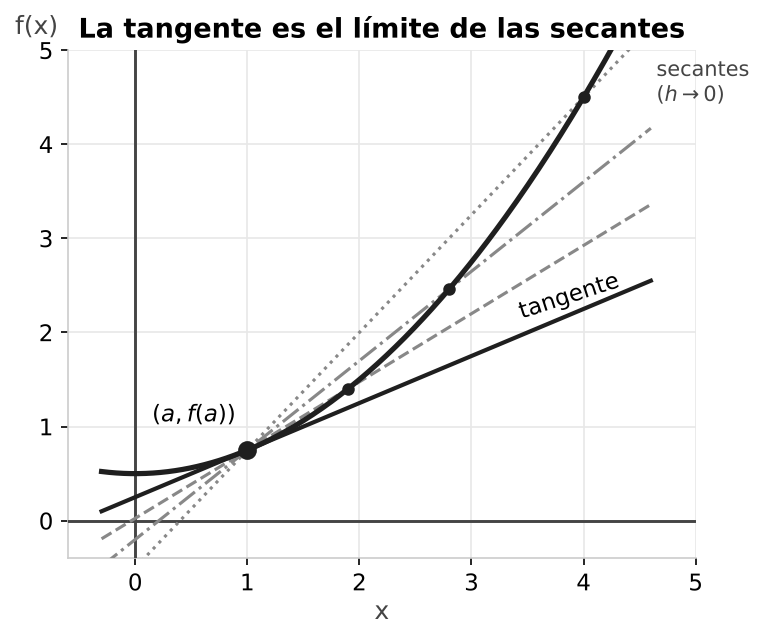 f(x)
La tangente es el límite de las secantes
secantes
(h → 0)
tangente
(a, f(a))
5
4
3
2
1
0
0 1 2 3 4 5
x